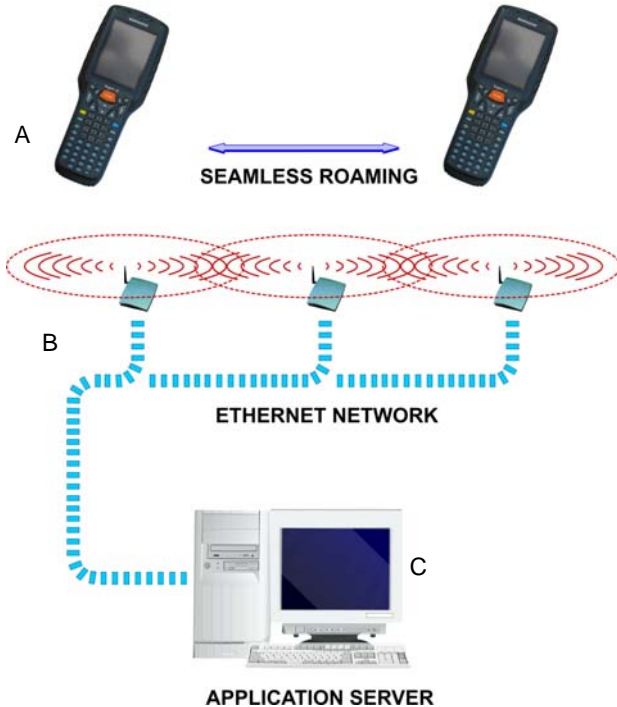 A
SEAMLESS ROAMING
B
ETHERNET NETWORK
C
APPLICATION SERVER